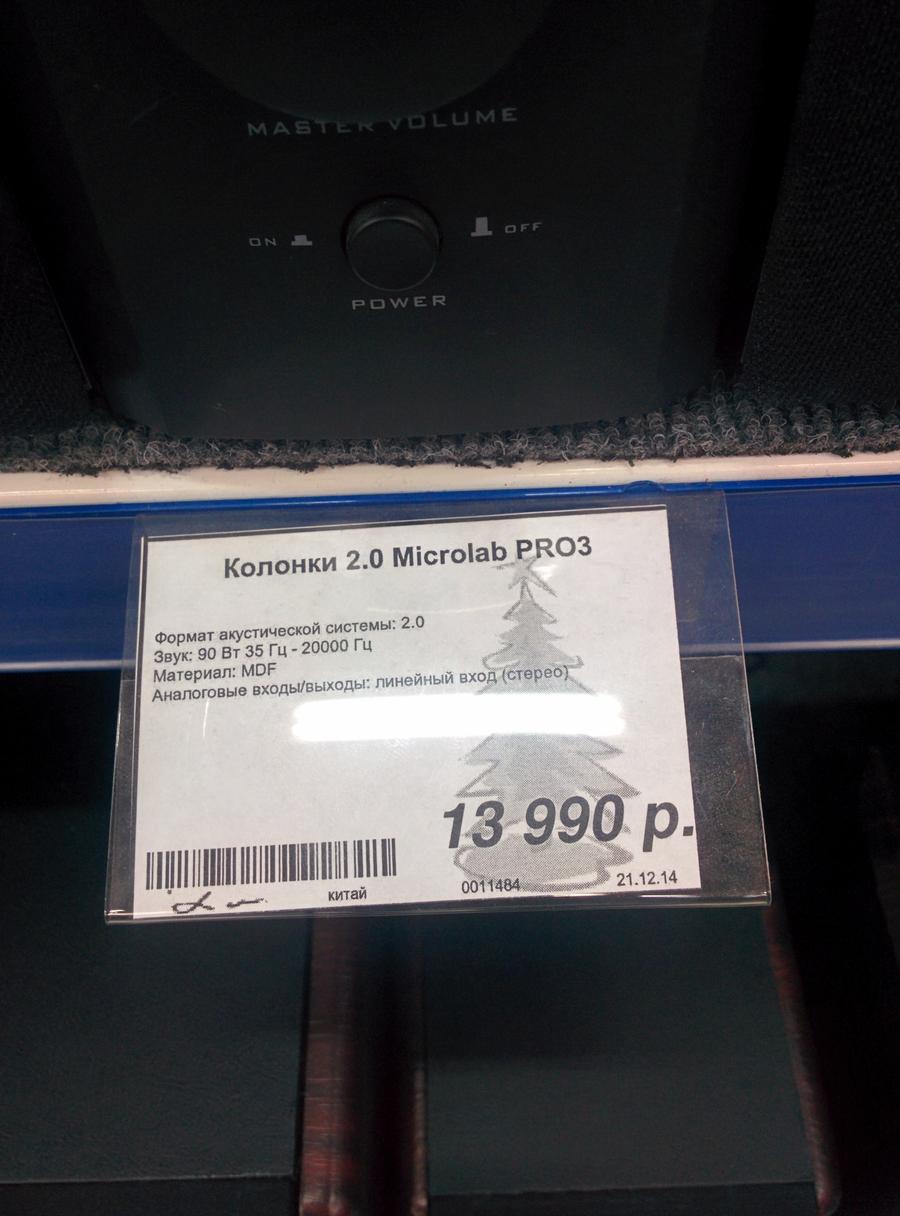 MASTER VOLUME
ON OFF
POWER
Колонки 2.0 Microlab PRO3
Формат акустической системы: 2.0
Звук: 90 Вт 35 Гц - 20000 Гц
Материал: MDF
Аналоговые входы/выходы: линейный вход (стерео)
13 990 р.
китай 0011484 21.12.14